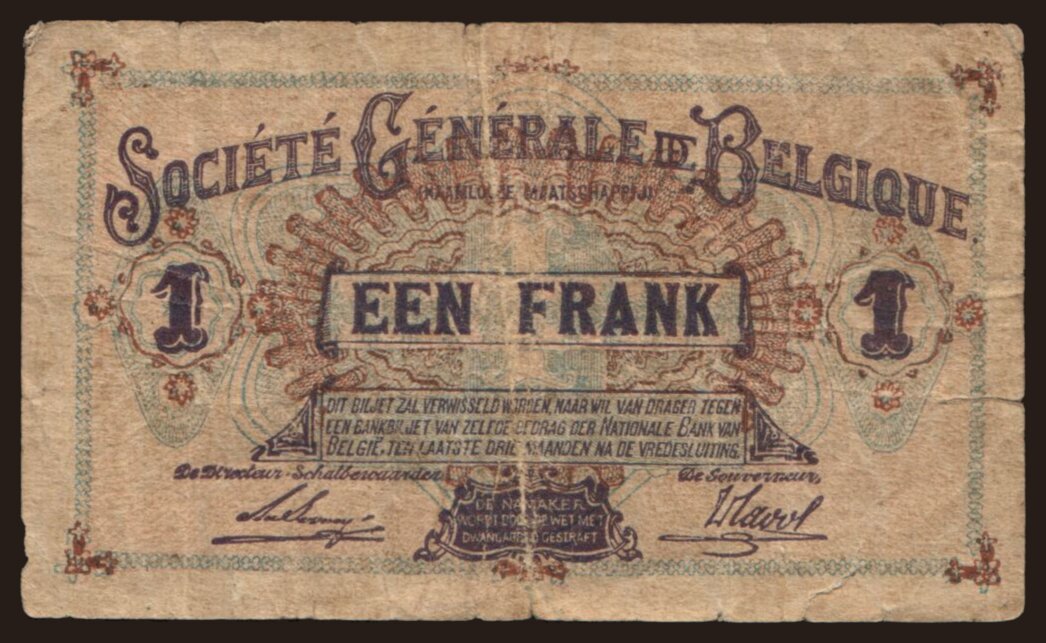 SOCIÉTÉ GÉNÉRALE DE BELGIQUE.
(NAAMLOOZE MAATSCHAPPIJ)
1 EEN FRANK 1
DIT BILJET ZAL VERWISSELD WORDEN, NAAR WIL VAN DRAGER TEGEN
EEN BANKBILJET VAN ZELFDE BEDRAG DER NATIONALE BANK VAN
BELGIË, TEN LAATSTE DRIE MAANDEN NA DE VREDESLUITING.
De Directeur-Schatbewaarder De Gouverneur,
DE NAMAKER
WORDT DOOR DE WET MET
DWANGARBEID GESTRAFT